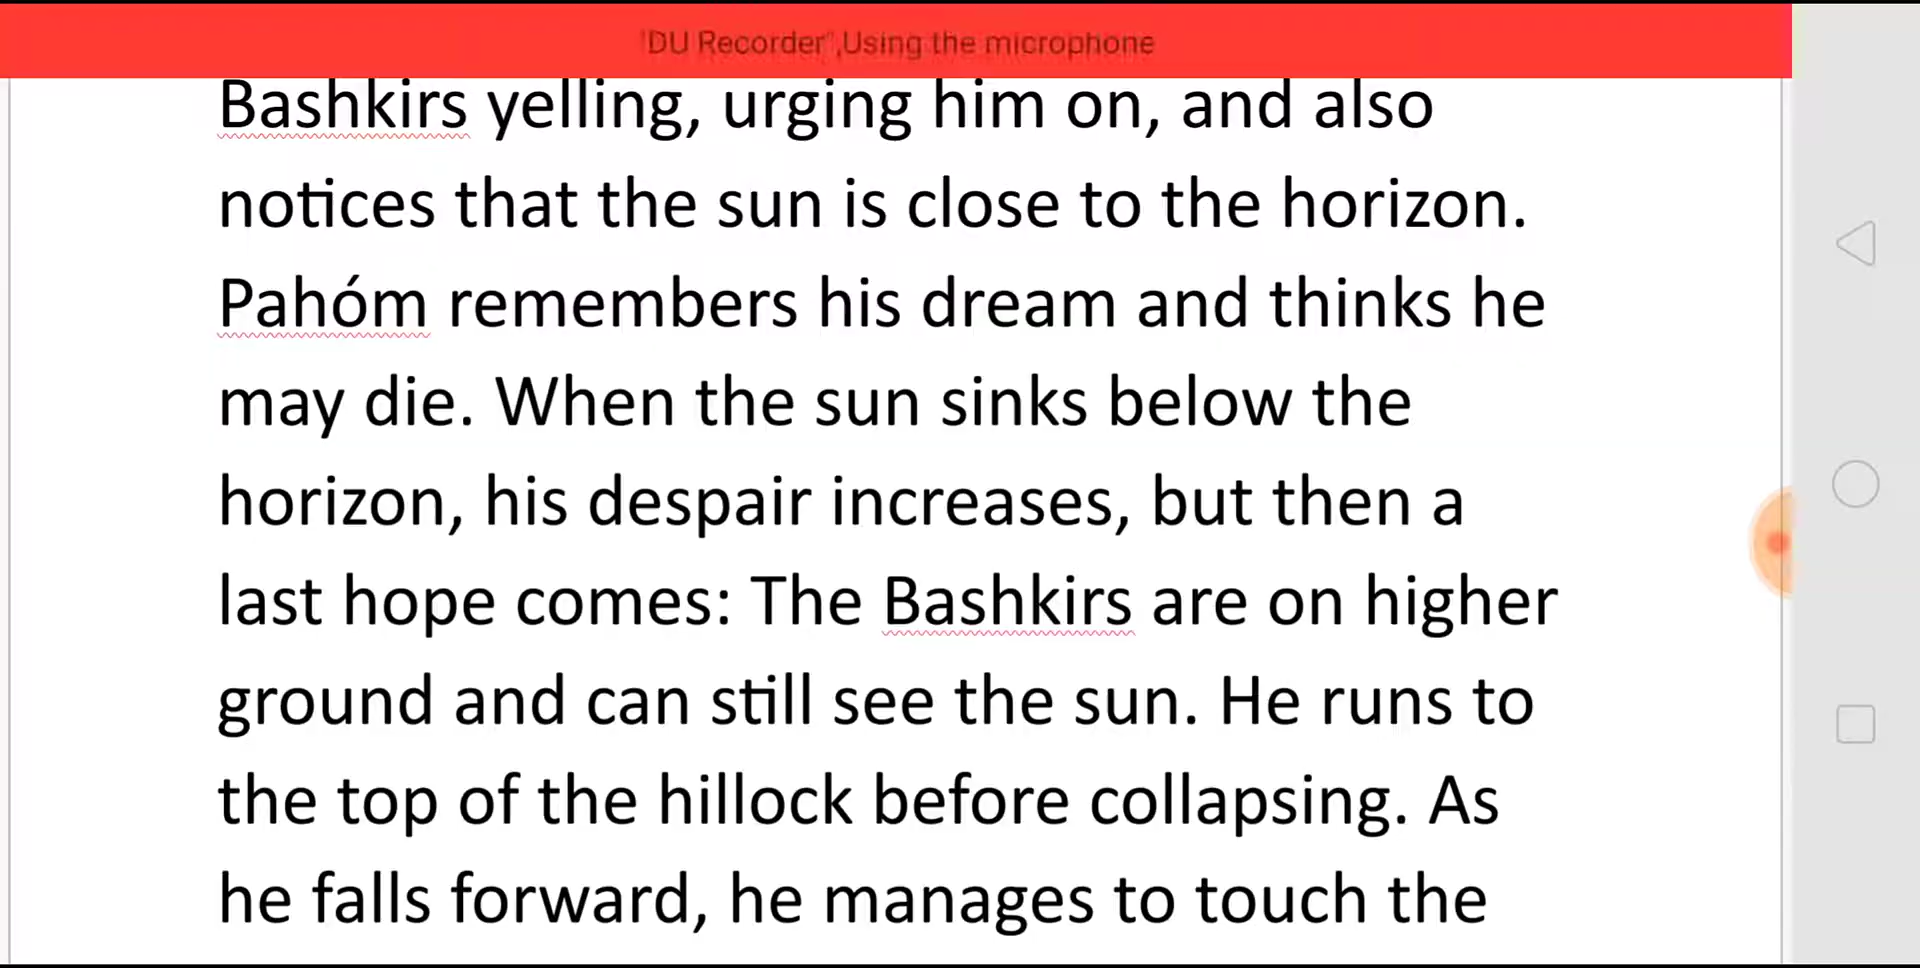 'DU Recorder',Using the microphone
Bashkirs yelling, urging him on, and also
notices that the sun is close to the horizon.
Pahóm remembers his dream and thinks he
may die. When the sun sinks below the
horizon, his despair increases, but then a
last hope comes: The Bashkirs are on higher
ground and can still see the sun. He runs to
the top of the hillock before collapsing. As
he falls forward, he manages to touch the